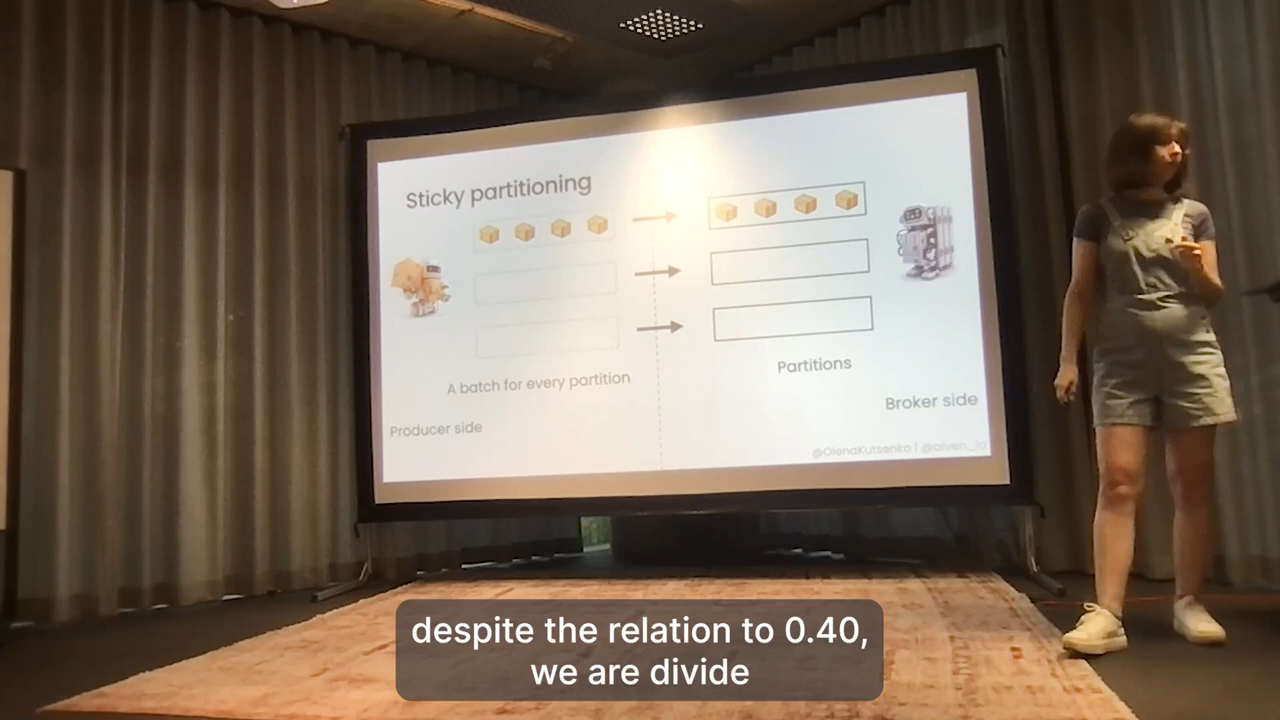 Sticky partitioning
A batch for every partition
Partitions
Producer side
Broker side
@OlenaKutsenko | @aiven_io
despite the relation to 0.40,
we are divide